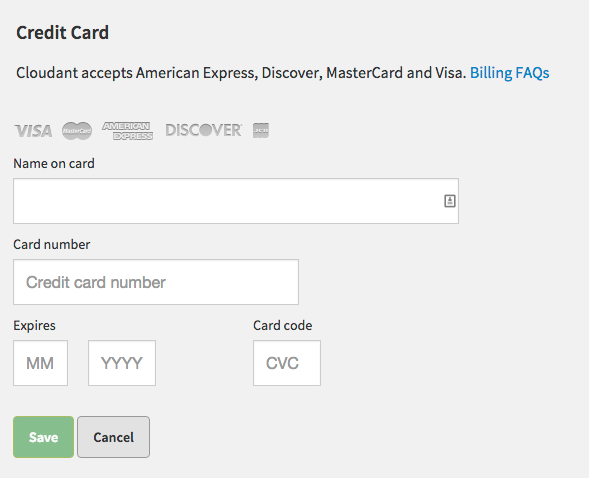 Credit Card
Cloudant accepts American Express, Discover, MasterCard and Visa. Billing FAQs
VISA MasterCard AMERICAN EXPRESS DISCOVER JCB
Name on card
Card number
Credit card number
Expires Card code
MM YYYY CVC
Save Cancel